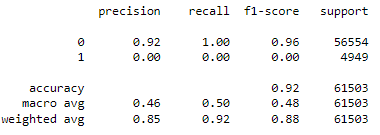 precision recall f1-score support
0 0.92 1.00 0.96 56554
1 0.00 0.00 0.00 4949
accuracy 0.92 61503
macro avg 0.46 0.50 0.48 61503
weighted avg 0.85 0.92 0.88 61503